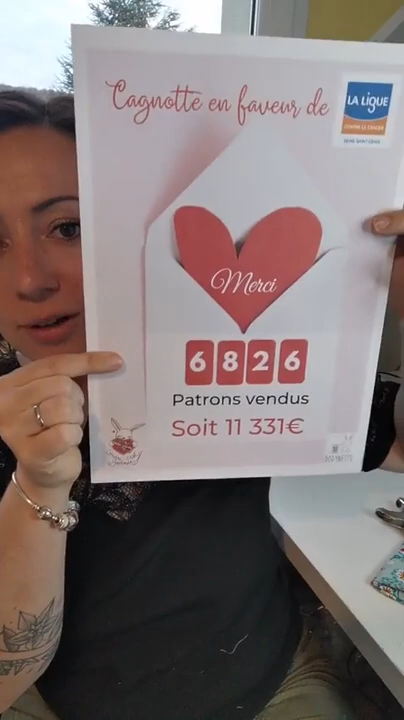 Cagnotte en faveur de
LA LIGUE
CONTRE LE CANCER
Merci
6826
Patrons vendus
Soit 11 331€